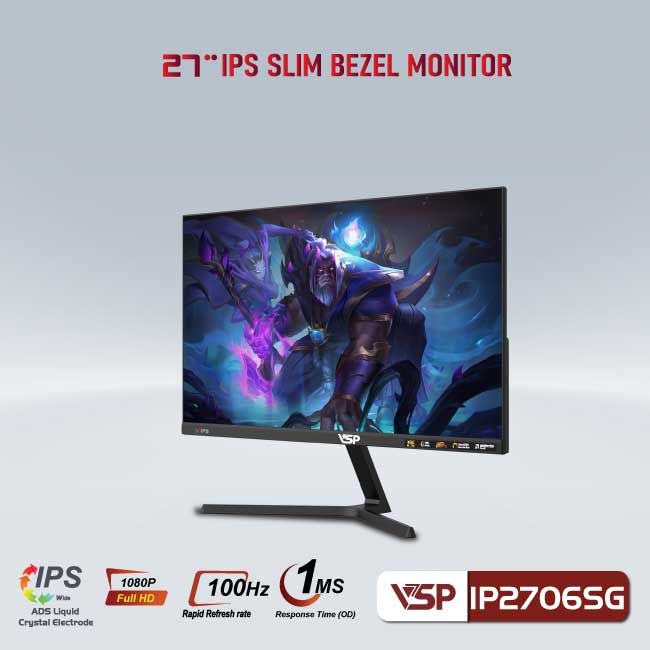 27" IPS SLIM BEZEL MONITOR
IPS
VSP
IPS
Wide
ADS Liquid
Crystal Electrode
1080P
Full HD
100Hz
Rapid Refresh rate
1MS
Response Time (OD)
VSP
IP2706SG